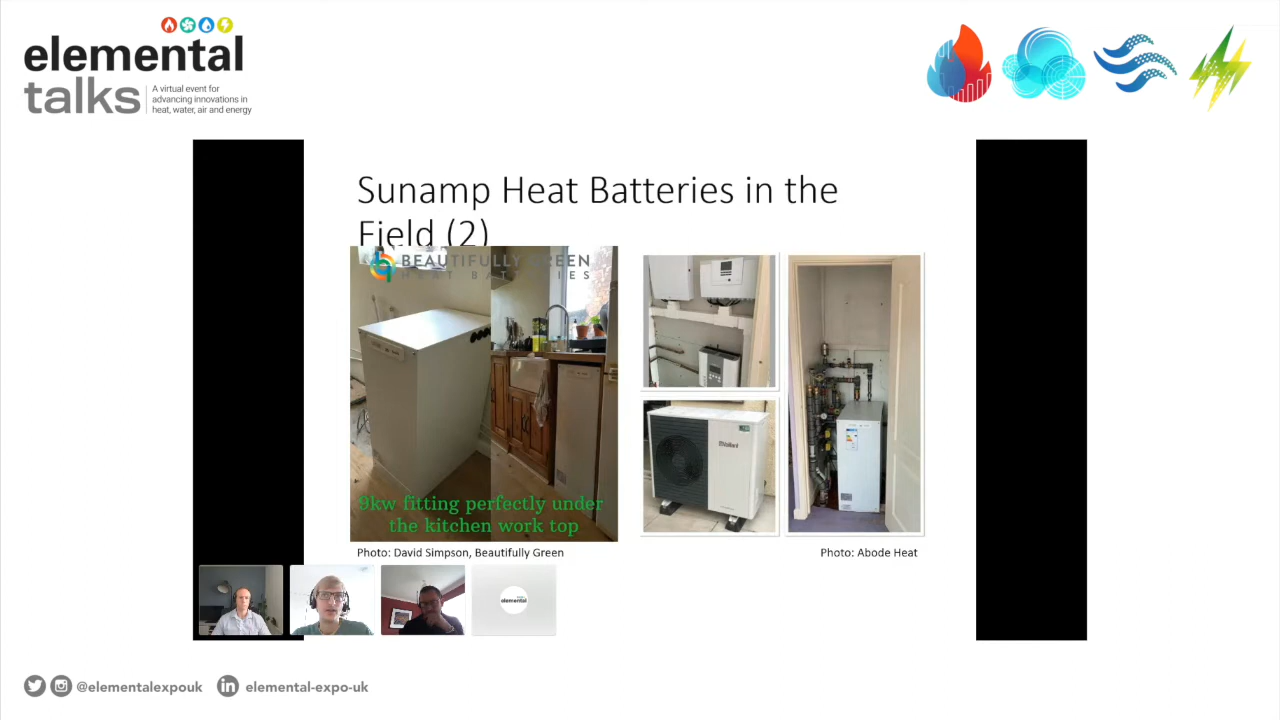 elemental
talks
A virtual event for
advancing innovations in
heat, water, air and energy
Sunamp Heat Batteries in the
Field (2)
BEAUTIFULLY GREEN
HEAT BATTERIES
9kw fitting perfectly under
the kitchen work top
Vaillant
Photo: David Simpson, Beautifully Green
Photo: Abode Heat
elemental
@elementalexpouk
elemental-expo-uk